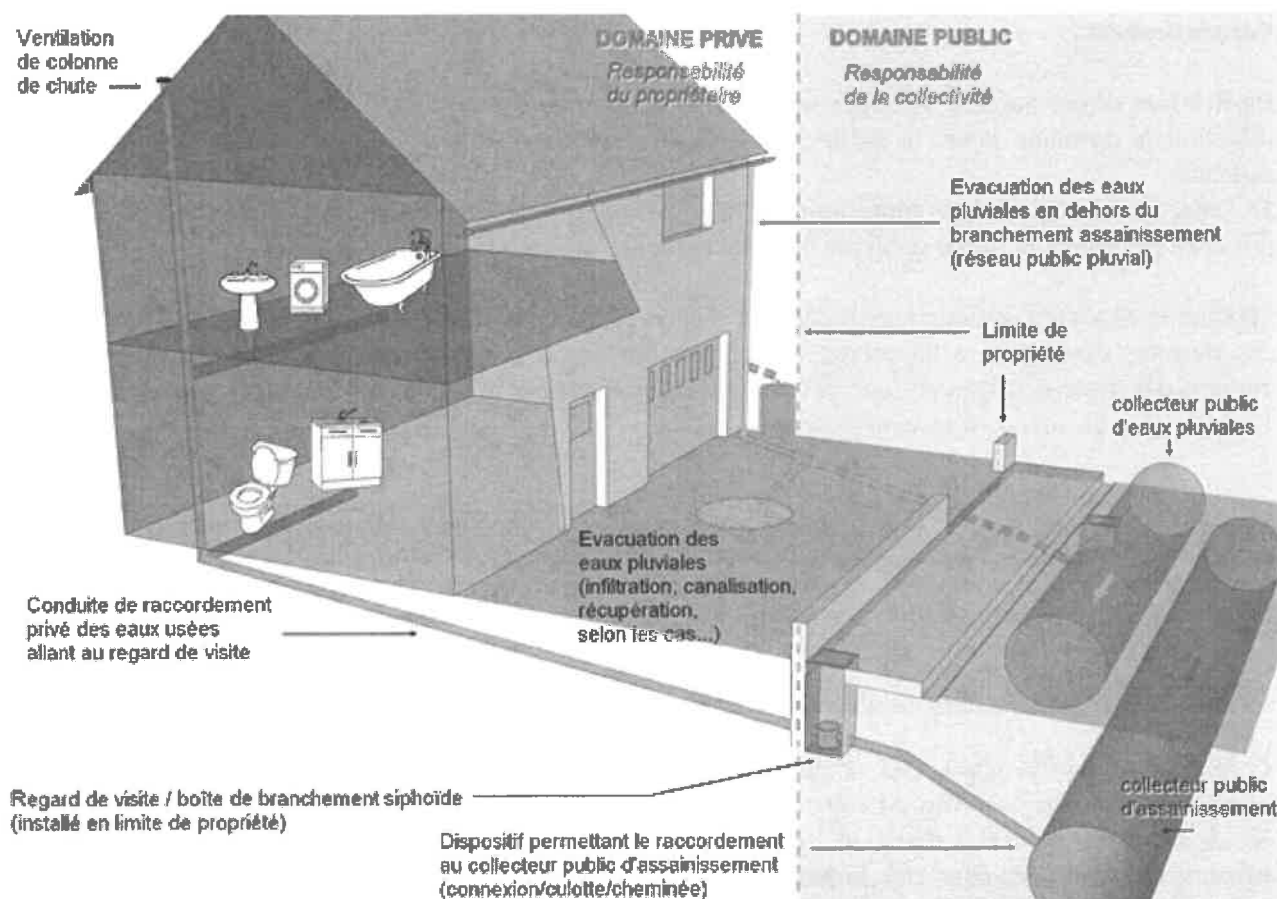 Ventilation
de colonne
de chute
DOMAINE PRIVE
Responsabilité
du propriétaire
DOMAINE PUBLIC
Responsabilité
de la collectivité
Evacuation des eaux
pluviales en dehors du
branchement assainissement
(réseau public pluvial)
Limite de
propriété
collecteur public
d'eaux pluviales
Evacuation des
eaux pluviales
(infiltration, canalisation,
récupération,
selon les cas...)
Conduite de raccordement
privé des eaux usées
allant au regard de visite
Regard de visite / boîte de branchement siphoïde
(installé en limite de propriété)
collecteur public
d'assainissement
Dispositif permettant le raccordement
au collecteur public d'assainissement
(connexion/culotte/cheminée)